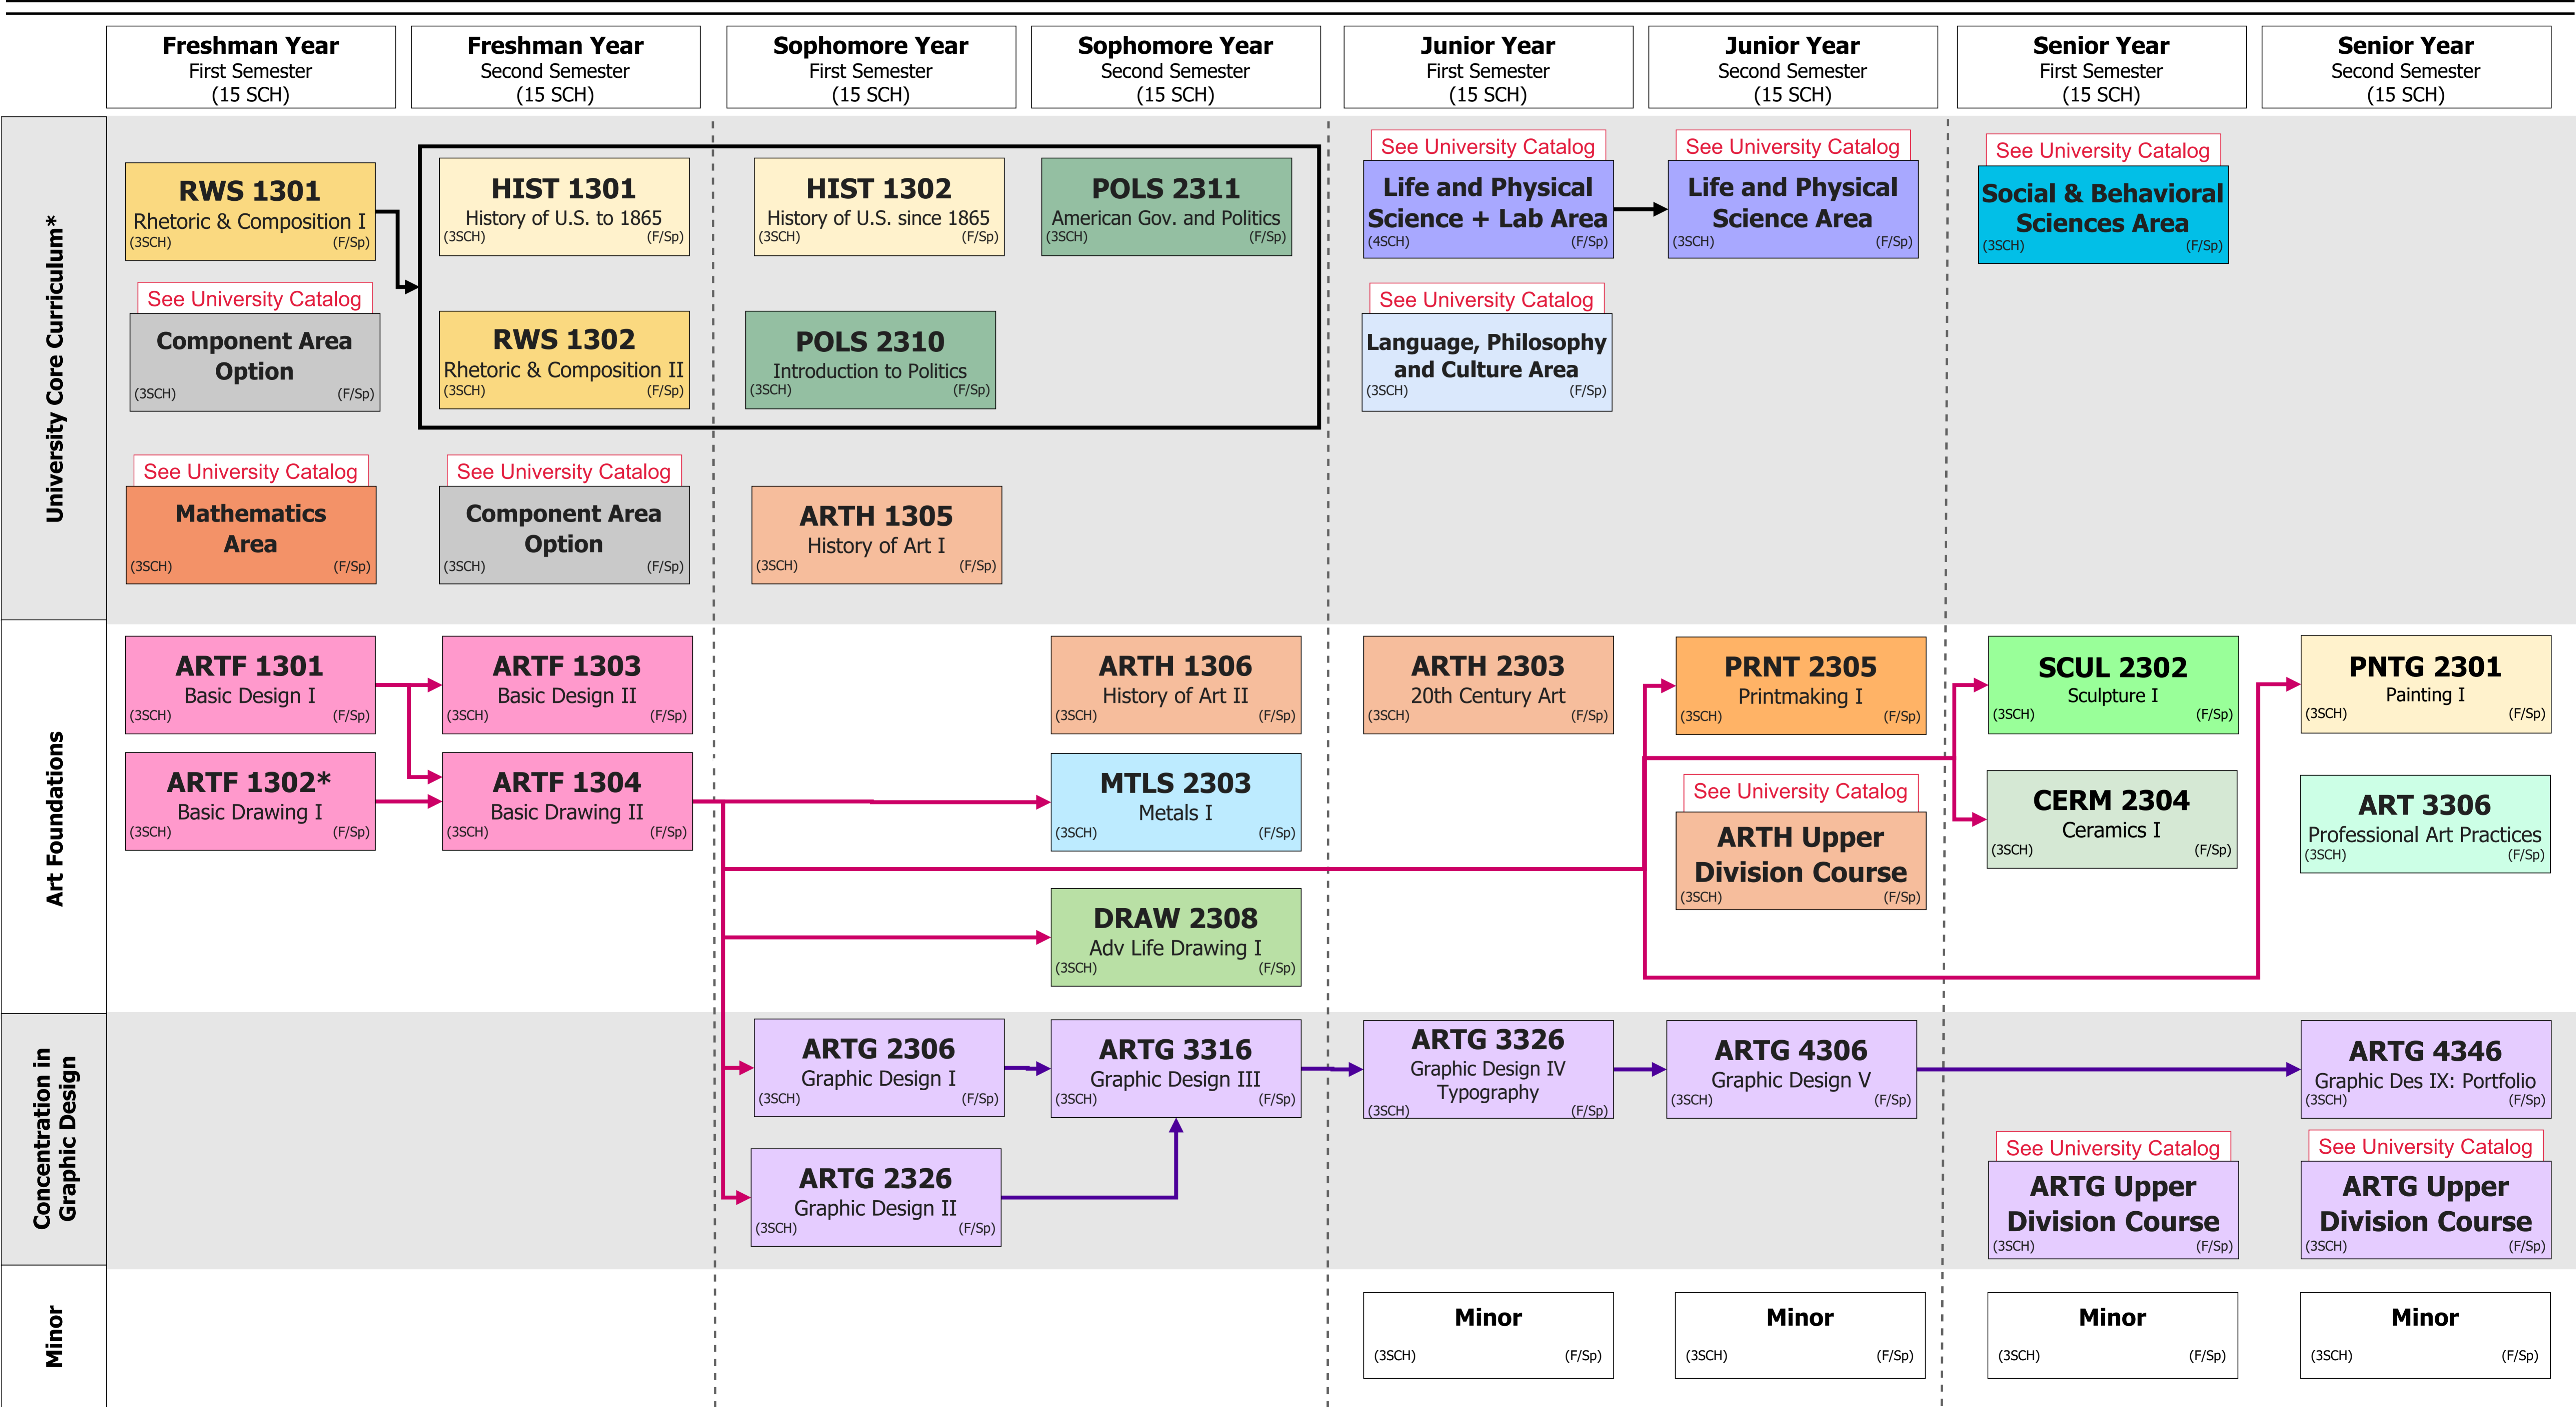 Freshman Year
First Semester
(15 SCH)
Freshman Year
Second Semester
(15 SCH)
Sophomore Year
First Semester
(15 SCH)
Sophomore Year
Second Semester
(15 SCH)
Junior Year
First Semester
(15 SCH)
Junior Year
Second Semester
(15 SCH)
Senior Year
First Semester
(15 SCH)
Senior Year
Second Semester
(15 SCH)
University Core Curriculum*
RWS 1301
Rhetoric & Composition I
(3SCH) (F/Sp)
HIST 1301
History of U.S. to 1865
(3SCH) (F/Sp)
HIST 1302
History of U.S. since 1865
(3SCH) (F/Sp)
POLS 2311
American Gov. and Politics
(3SCH) (F/Sp)
See University Catalog
Life and Physical
Science + Lab Area
(4SCH) (F/Sp)
See University Catalog
Life and Physical
Science Area
(3SCH) (F/Sp)
See University Catalog
Social & Behavioral
Sciences Area
(3SCH) (F/Sp)
See University Catalog
Component Area
Option
(3SCH) (F/Sp)
RWS 1302
Rhetoric & Composition II
(3SCH) (F/Sp)
POLS 2310
Introduction to Politics
(3SCH) (F/Sp)
See University Catalog
Language, Philosophy
and Culture Area
(3SCH) (F/Sp)
See University Catalog
Mathematics
Area
(3SCH) (F/Sp)
See University Catalog
Component Area
Option
(3SCH) (F/Sp)
ARTH 1305
History of Art I
(3SCH) (F/Sp)
Art Foundations
ARTF 1301
Basic Design I
(3SCH) (F/Sp)
ARTF 1303
Basic Design II
(3SCH) (F/Sp)
ARTH 1306
History of Art II
(3SCH) (F/Sp)
ARTH 2303
20th Century Art
(3SCH) (F/Sp)
PRNT 2305
Printmaking I
(3SCH) (F/Sp)
SCUL 2302
Sculpture I
(3SCH) (F/Sp)
PNTG 2301
Painting I
(3SCH) (F/Sp)
ARTF 1302*
Basic Drawing I
(3SCH) (F/Sp)
ARTF 1304
Basic Drawing II
(3SCH) (F/Sp)
MTLS 2303
Metals I
(3SCH) (F/Sp)
See University Catalog
ARTH Upper
Division Course
(3SCH) (F/Sp)
CERM 2304
Ceramics I
(3SCH) (F/Sp)
ART 3306
Professional Art Practices
(3SCH) (F/Sp)
DRAW 2308
Adv Life Drawing I
(3SCH) (F/Sp)
Concentration in
Graphic Design
ARTG 2306
Graphic Design I
(3SCH) (F/Sp)
ARTG 3316
Graphic Design III
(3SCH) (F/Sp)
ARTG 3326
Graphic Design IV
Typography
(3SCH) (F/Sp)
ARTG 4306
Graphic Design V
(3SCH) (F/Sp)
ARTG 4346
Graphic Des IX: Portfolio
(3SCH) (F/Sp)
ARTG 2326
Graphic Design II
(3SCH) (F/Sp)
See University Catalog
ARTG Upper
Division Course
(3SCH) (F/Sp)
See University Catalog
ARTG Upper
Division Course
(3SCH) (F/Sp)
Minor
Minor
(3SCH) (F/Sp)
Minor
(3SCH) (F/Sp)
Minor
(3SCH) (F/Sp)
Minor
(3SCH) (F/Sp)